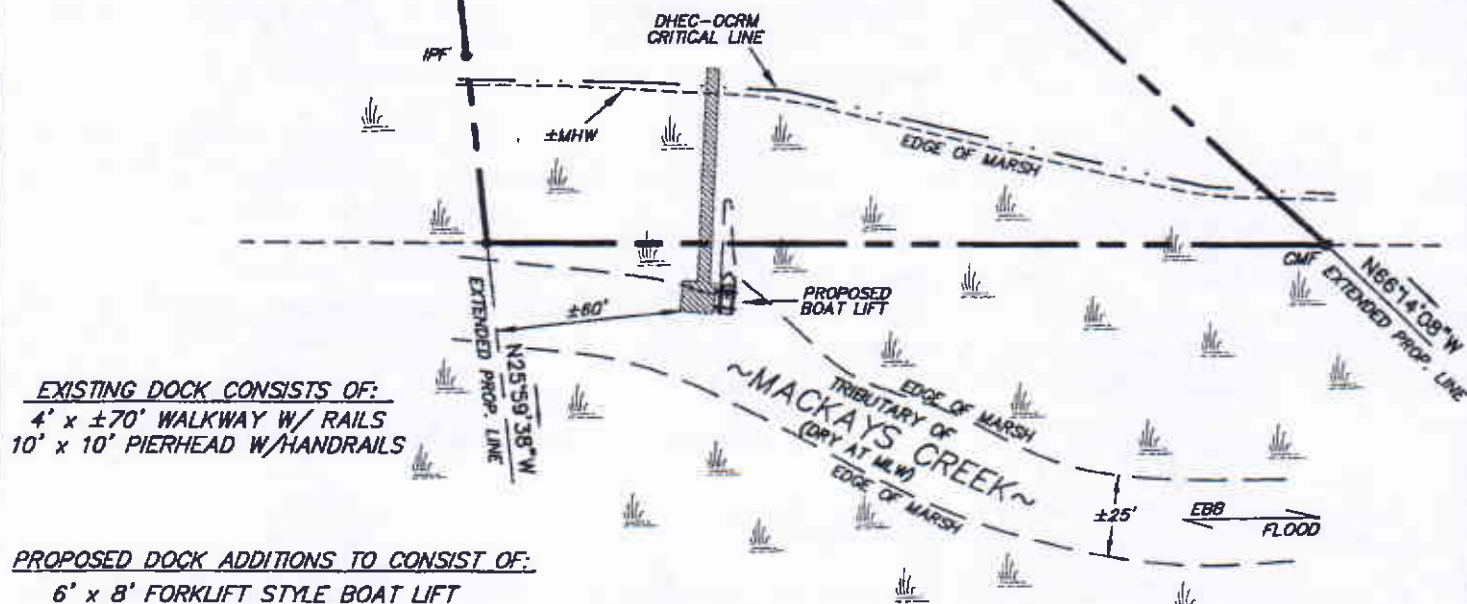 DHEC-OCRM
CRITICAL LINE
IPF
±MHW
EDGE OF MARSH
CMF
N66°14'08"W
EXTENDED PROP. LINE
PROPOSED
BOAT LIFT
±60'
EXTENDED PROP. LINE
N25°59'38"W
EXISTING DOCK CONSISTS OF:
4' x ±70' WALKWAY W/ RAILS
10' x 10' PIERHEAD W/HANDRAILS
EDGE OF MARSH
TRIBUTARY OF
~MACKAYS CREEK~
(DRY AT MLW)
EDGE OF MARSH
±25'
EBB
FLOOD
PROPOSED DOCK ADDITIONS TO CONSIST OF:
6' x 8' FORKLIFT STYLE BOAT LIFT